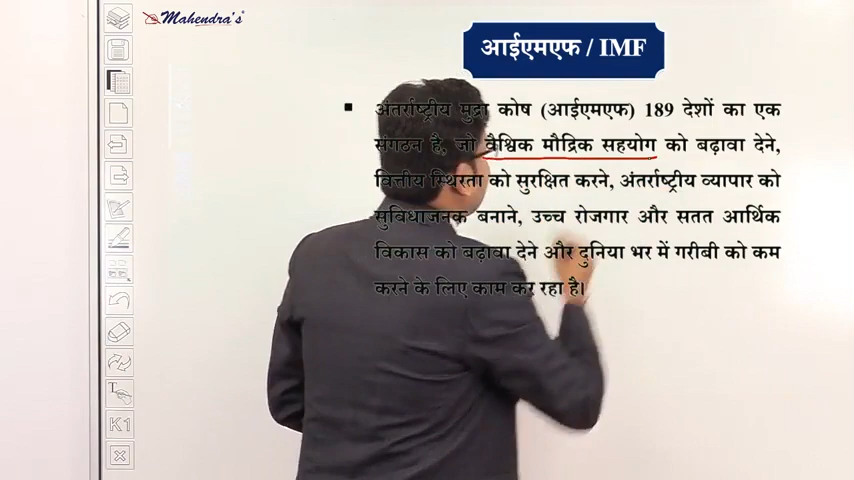 Mahendra's
आईएमएफ / IMF
अंतर्राष्ट्रीय मुद्रा कोष (आईएमएफ) 189 देशों का एक
संगठन है, जो वैश्विक मौद्रिक सहयोग को बढ़ावा देने,
वित्तीय स्थिरता को सुरक्षित करने, अंतर्राष्ट्रीय व्यापार को
सुविधाजनक बनाने, उच्च रोजगार और सतत आर्थिक
विकास को बढ़ावा देने और दुनिया भर में गरीबी को कम
करने के लिए काम कर रहा है।
T
K1